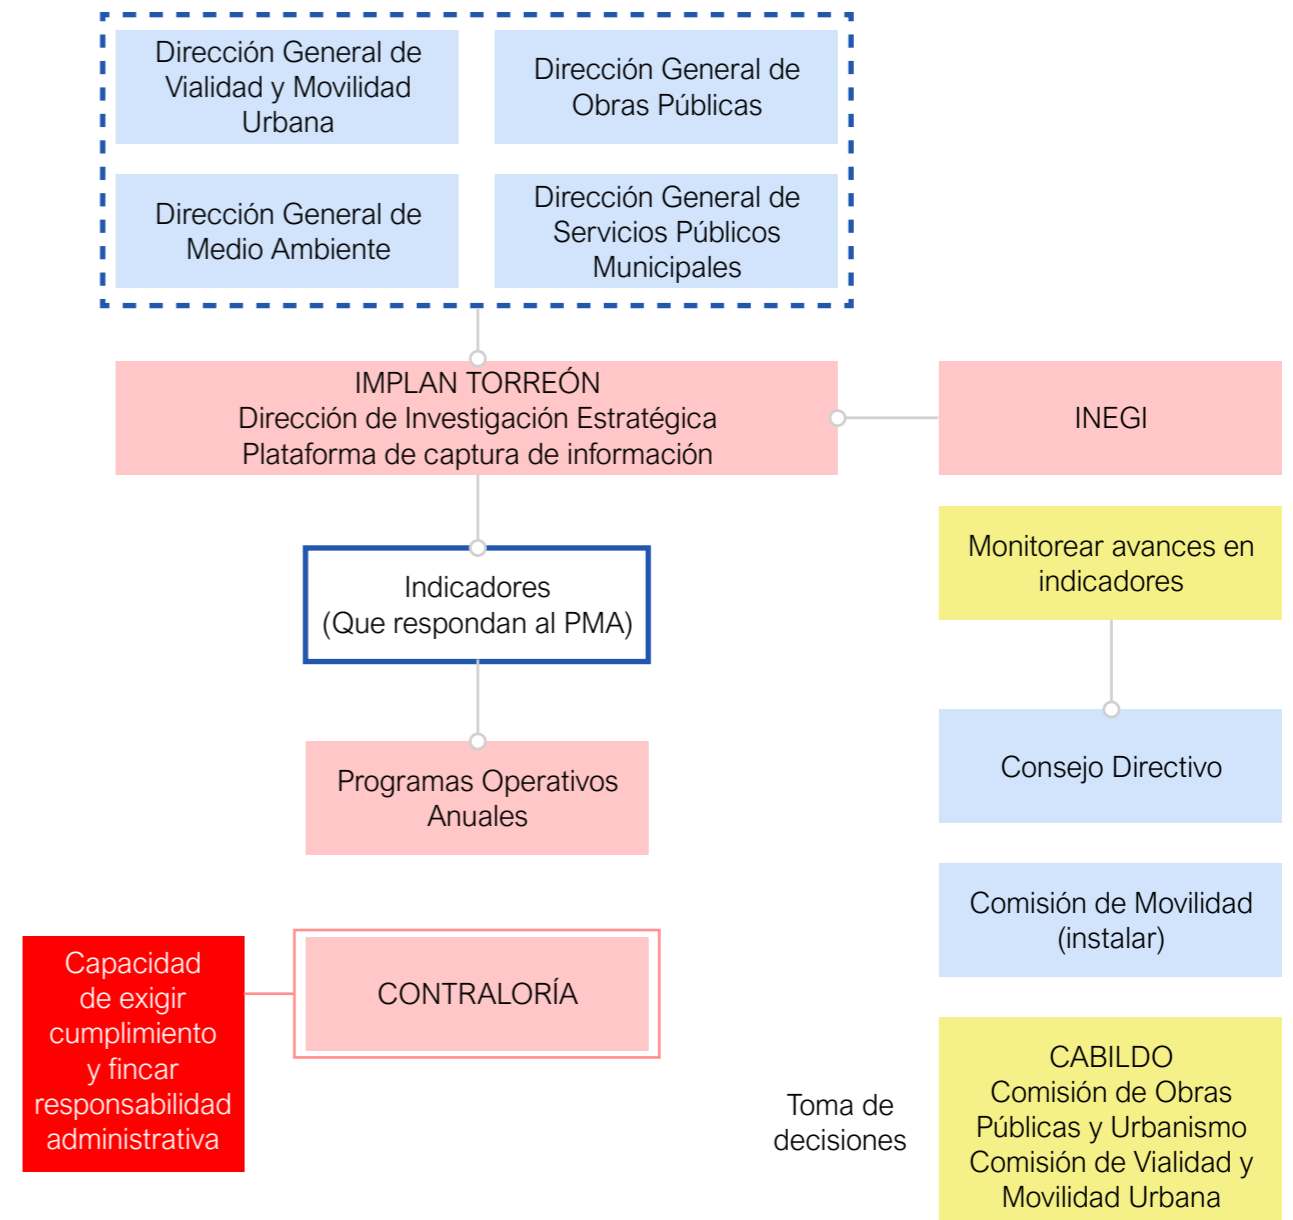 Dirección General de
Vialidad y Movilidad
Urbana
Dirección General de
Obras Públicas
Dirección General de
Medio Ambiente
Dirección General de
Servicios Públicos
Municipales
IMPLAN TORREÓN
Dirección de Investigación Estratégica
Plataforma de captura de información
INEGI
Indicadores
(Que respondan al PMA)
Monitorear avances en
indicadores
Programas Operativos
Anuales
Consejo Directivo
Comisión de Movilidad
(instalar)
Capacidad
de exigir
cumplimiento
y fincar
responsabilidad
administrativa
CONTRALORÍA
Toma de
decisiones
CABILDO
Comisión de Obras
Públicas y Urbanismo
Comisión de Vialidad y
Movilidad Urbana